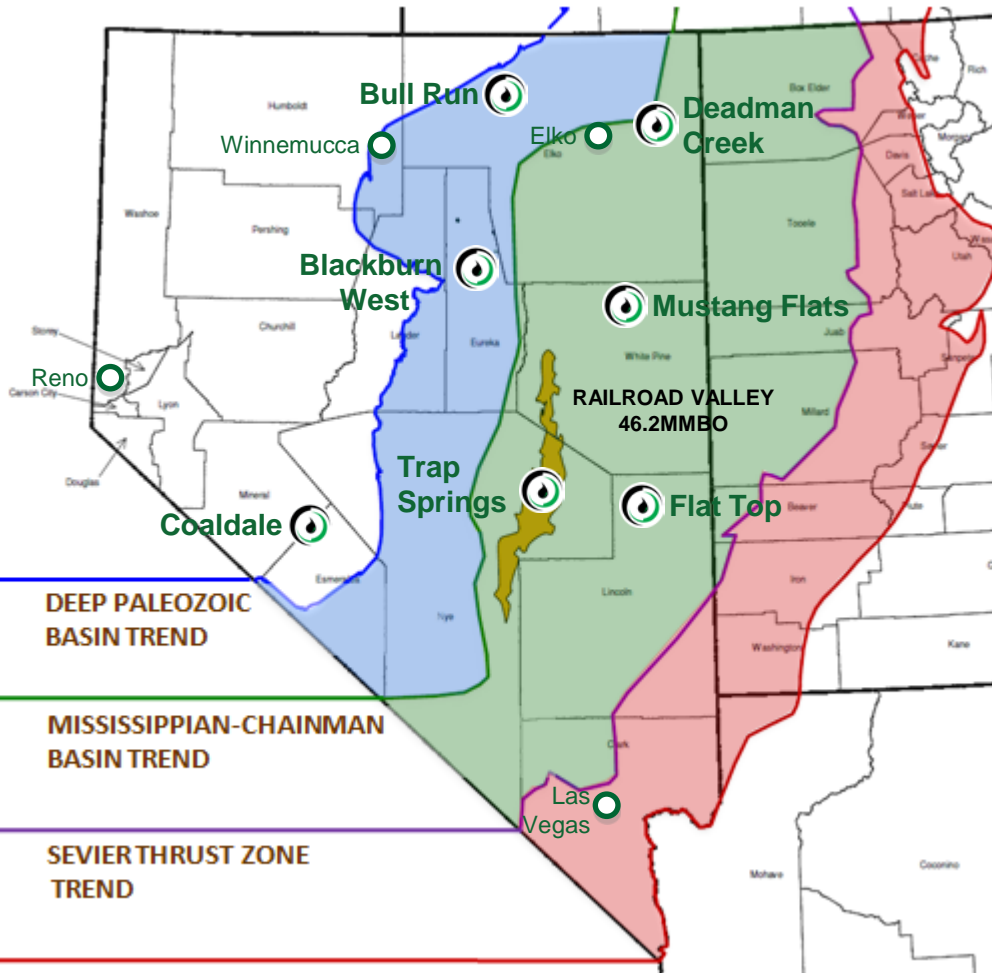 Cache
Rich
Box Elder
Bull Run
Humboldt
Deadman
Creek
Weber
Morgan
Winnemucca
Elko
Elko
Davis
Salt Lake
Washoe
Pershing
Tooele
Utah
Blackburn
West
Mustang Flats
Churchill
Lander
Eureka
White Pine
Juab
Storey
Sanpete
Reno
Carson City
Lyon
RAILROAD VALLEY
46.2MMBO
Millard
Sevier
Douglas
Mineral
Trap
Springs
Coaldale
Flat Top
Beaver
Piute
Esmeralda
Iron
Lincoln
Nye
DEEP PALEOZOIC
BASIN TREND
Washington
Kane
MISSISSIPPIAN-CHAINMAN
BASIN TREND
Clark
Las
Vegas
SEVIER THRUST ZONE
TREND
Mohave
Coconino